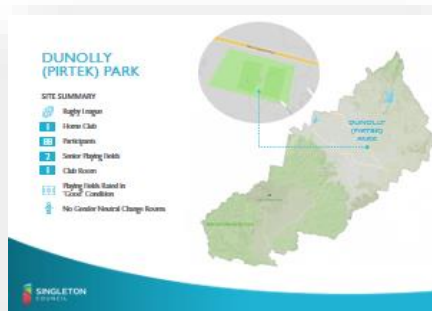 DUNOLLY
(PIRTEK) PARK
SITE SUMMARY
Rugby League
1 Home Club
Participants
2 Senior Playing Fields
1 Club Room
Playing Fields Rated in
'Good' Condition
No Gender Neutral Change Rooms
DUNOLLY
(PIRTEK)
PARK
SINGLETON
COUNCIL